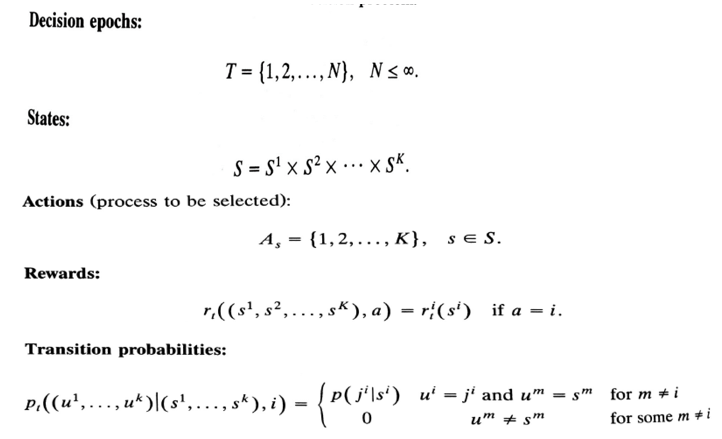 Decision epochs:
T = {1,2,...,N}, N ≤ ∞.
States:
S = S¹ × S² × ··· × Sᴷ.
Actions (process to be selected):
Aₛ = {1,2,...,K}, s ∈ S.
Rewards:
rₜ((s¹, s²,..., sᴷ), a) = rₜⁱ(sⁱ) if a = i.
Transition probabilities:
pₜ((u¹,...,uᵏ)|(s¹,...,sᵏ), i) = { p(jⁱ|sⁱ) uⁱ = jⁱ and uᵐ = sᵐ for m ≠ i
0 uᵐ ≠ sᵐ for some m ≠ i